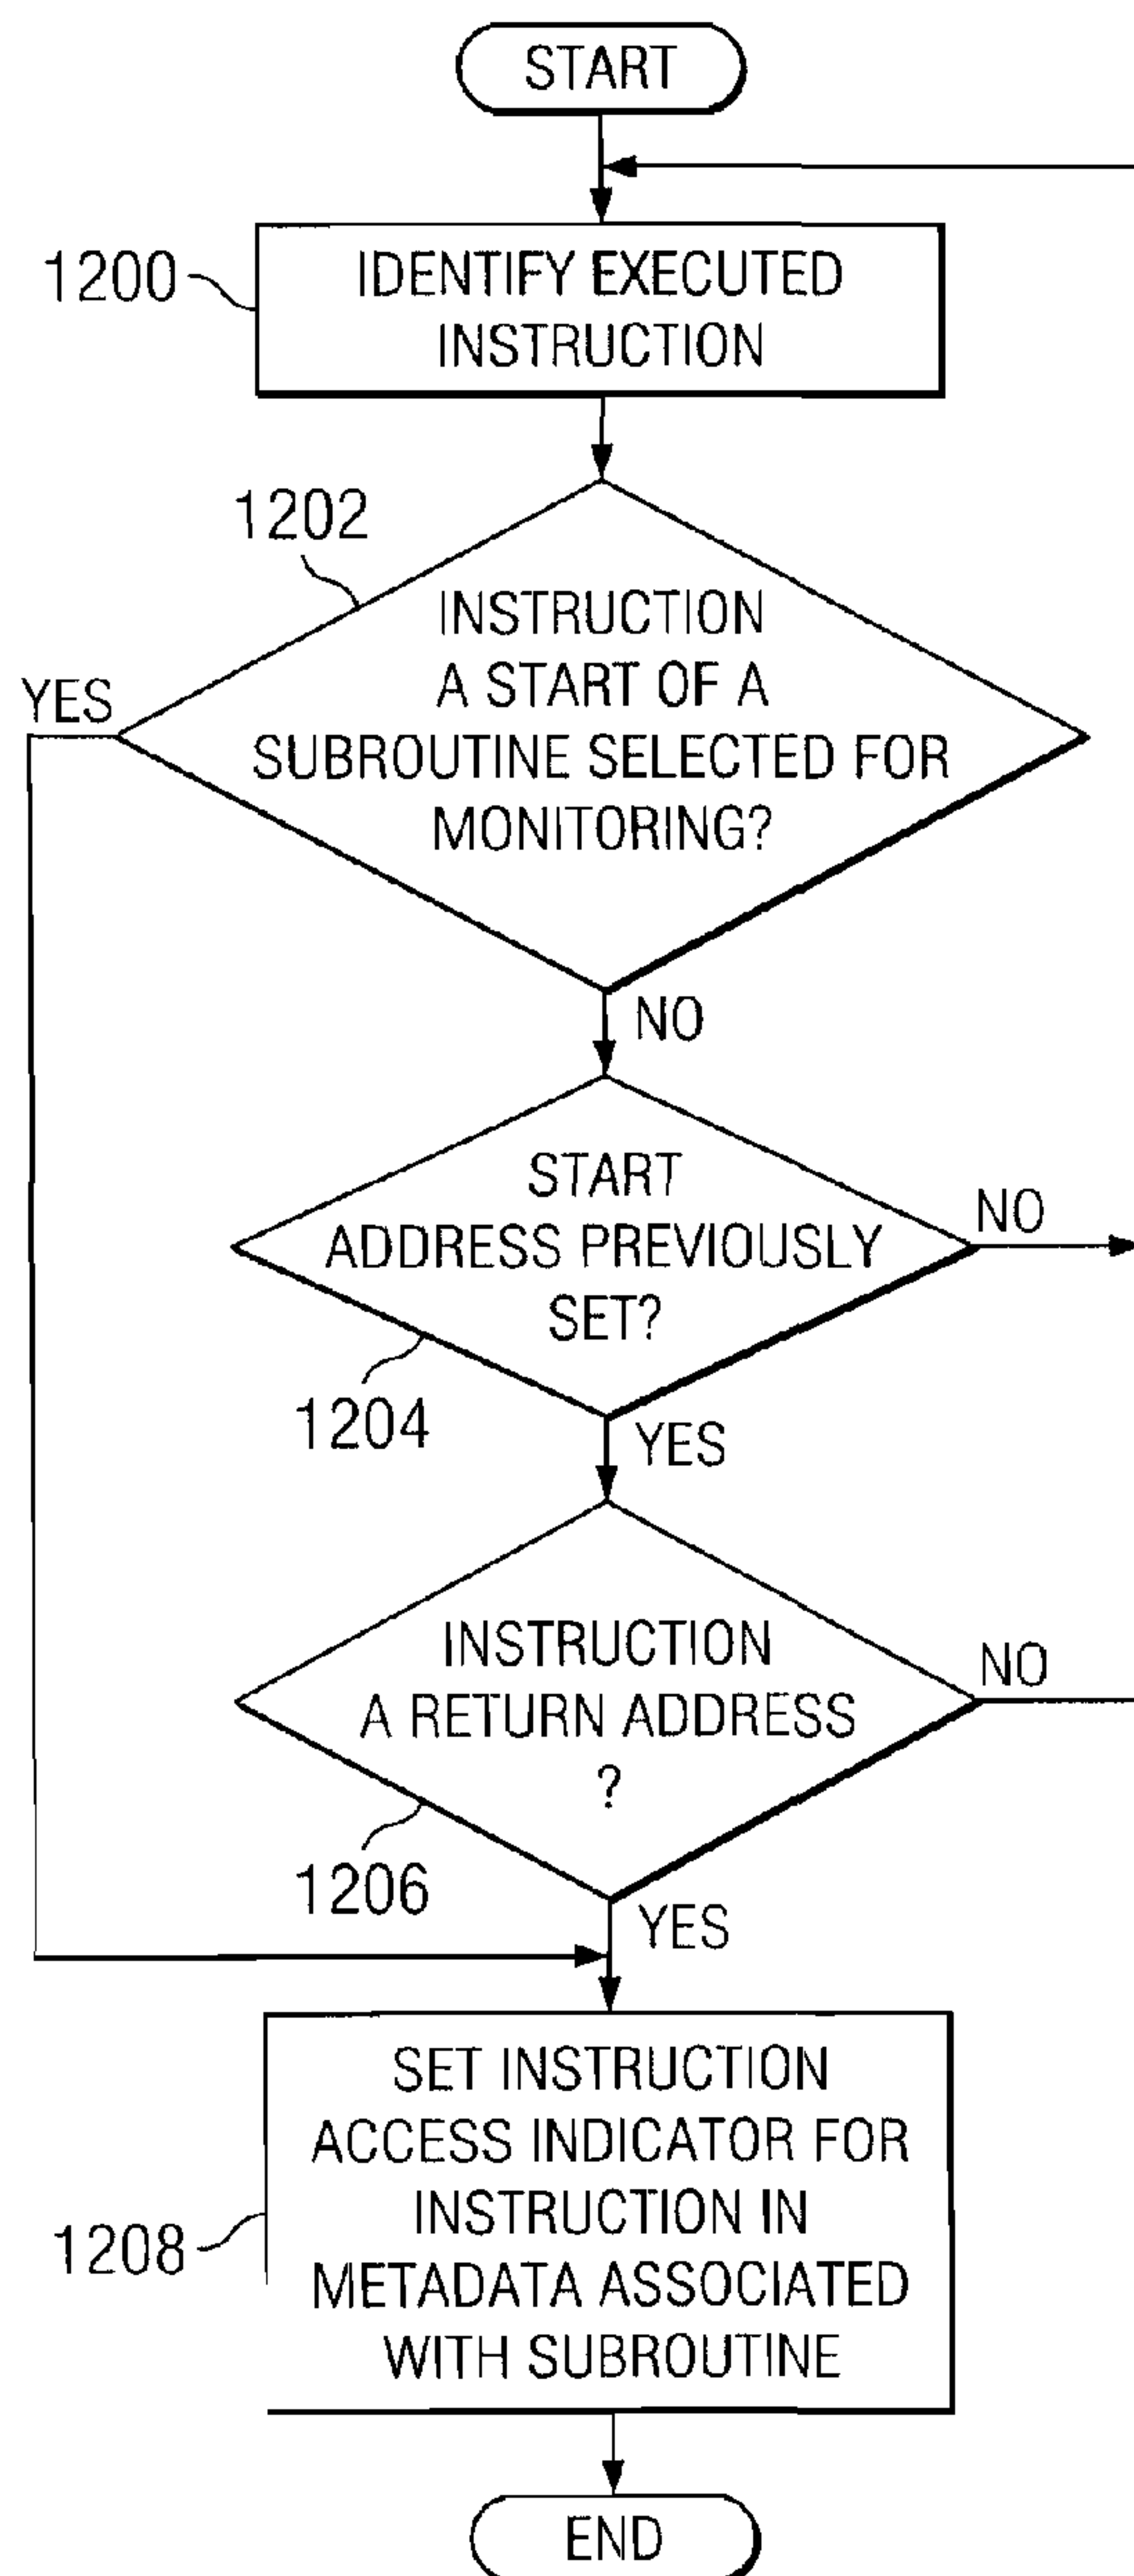 START
1200
IDENTIFY EXECUTED
INSTRUCTION
1202
INSTRUCTION
A START OF A
SUBROUTINE SELECTED FOR
MONITORING?
YES
NO
START
ADDRESS PREVIOUSLY
SET?
NO
1204
YES
INSTRUCTION
A RETURN ADDRESS
?
NO
1206
YES
SET INSTRUCTION
ACCESS INDICATOR FOR
INSTRUCTION IN
METADATA ASSOCIATED
WITH SUBROUTINE
1208
END